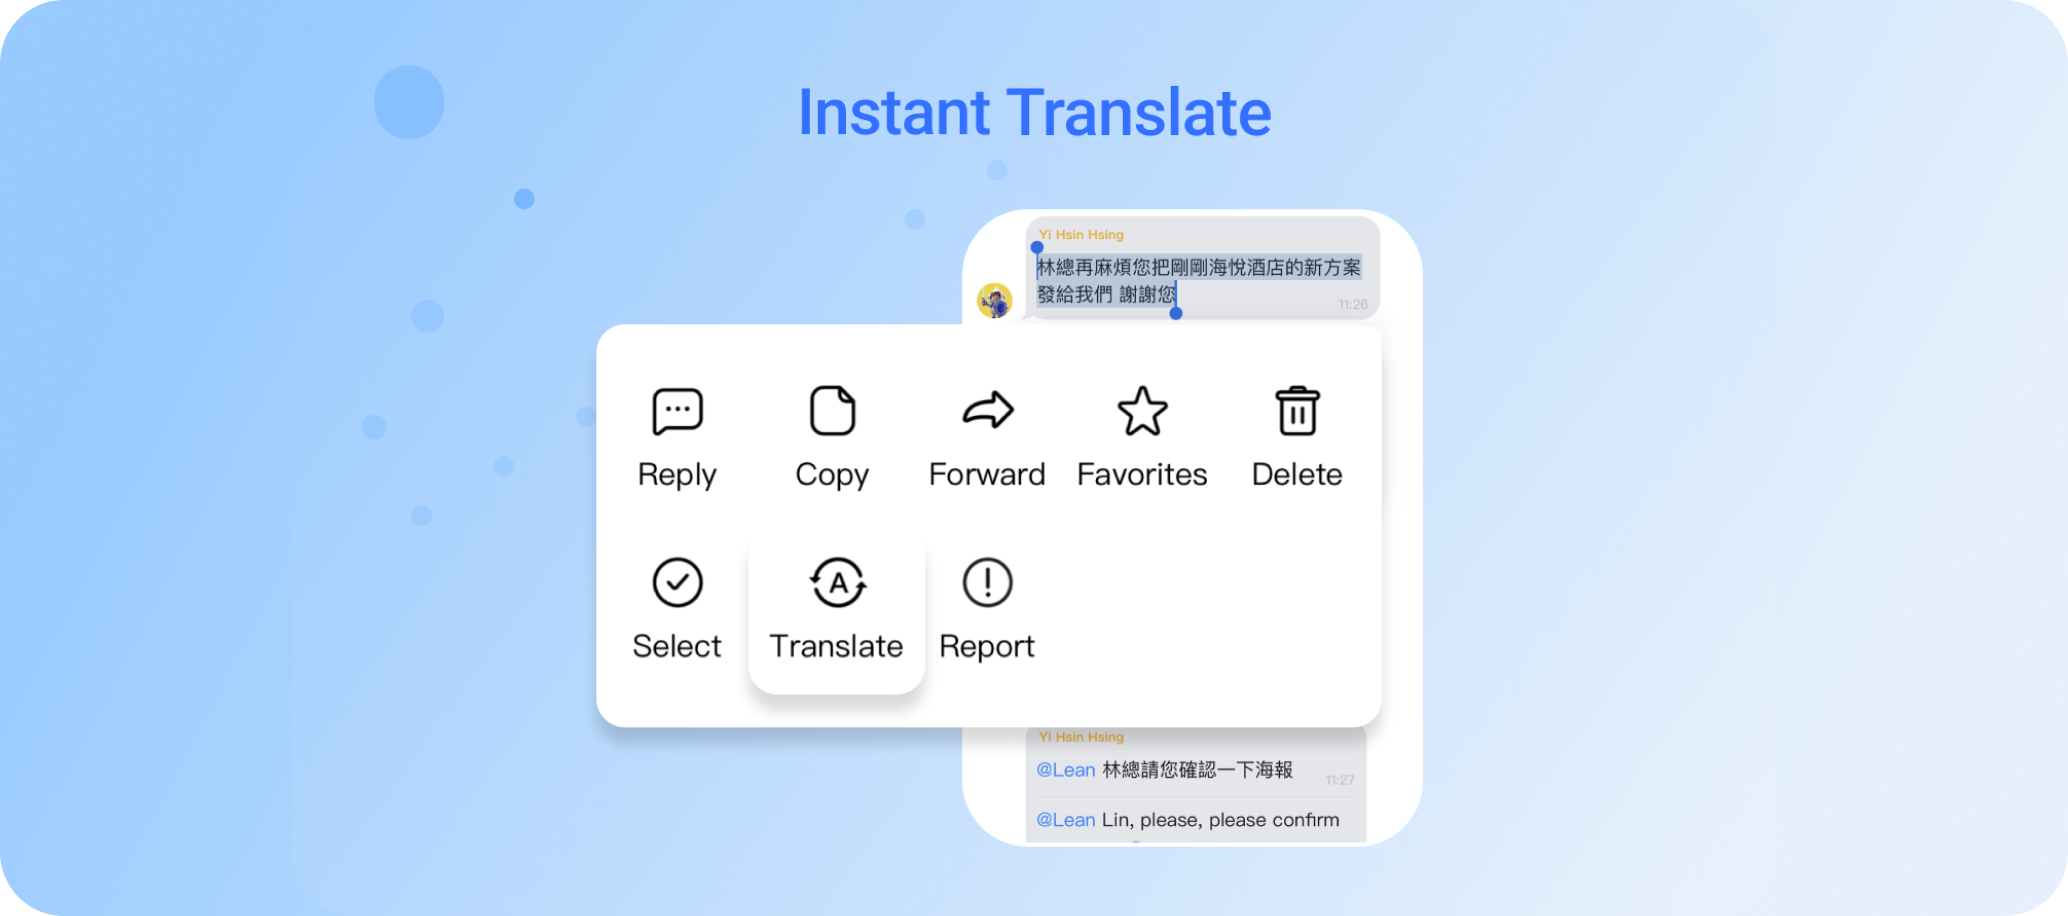 Instant Translate
Yi Hsin Hsing
林總再麻煩您把剛剛海悅酒店的新方案
發給我們 謝謝您
11:26
Reply Copy Forward Favorites Delete
A
Select Translate Report
Yi Hsin Hsing
@Lean 林總請您確認一下海報
11:27
@Lean Lin, please, please confirm